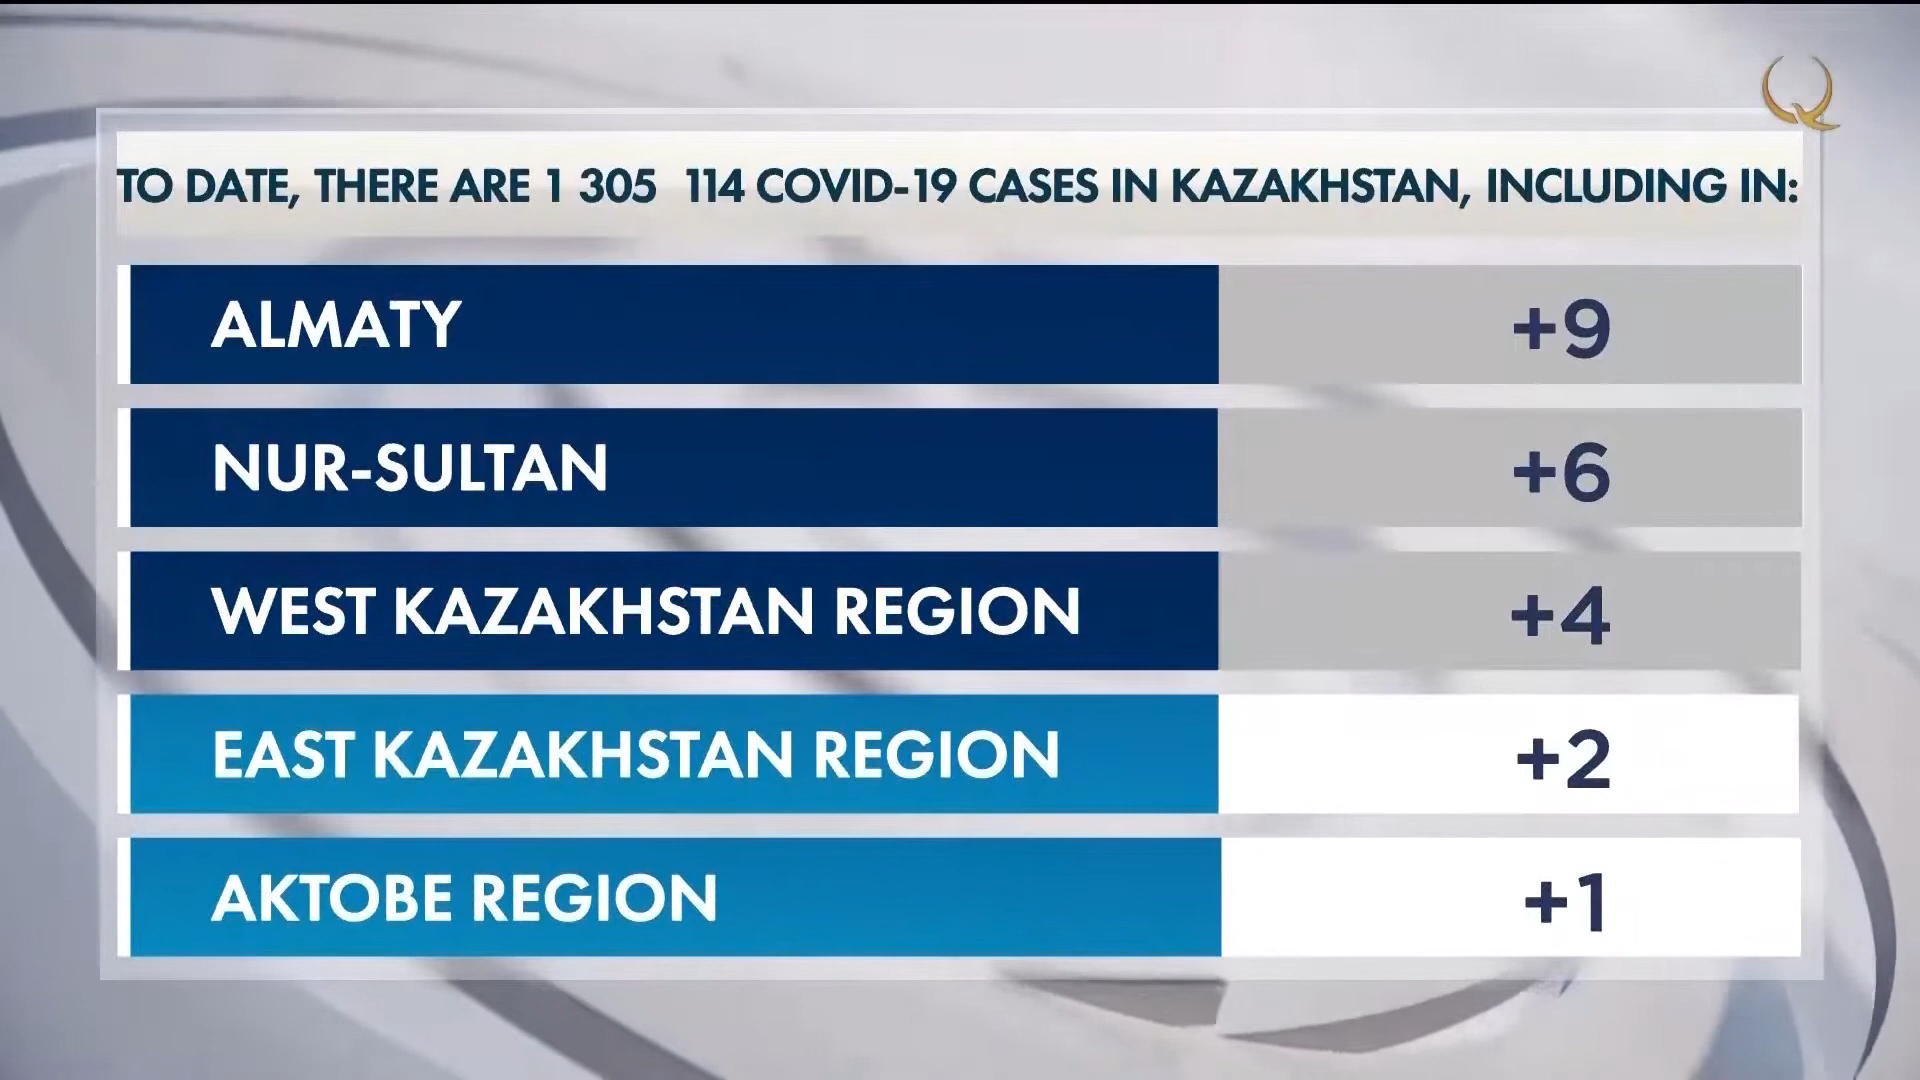 TO DATE, THERE ARE 1 305 114 COVID-19 CASES IN KAZAKHSTAN, INCLUDING IN:
ALMATY +9
NUR-SULTAN +6
WEST KAZAKHSTAN REGION +4
EAST KAZAKHSTAN REGION +2
AKTOBE REGION +1